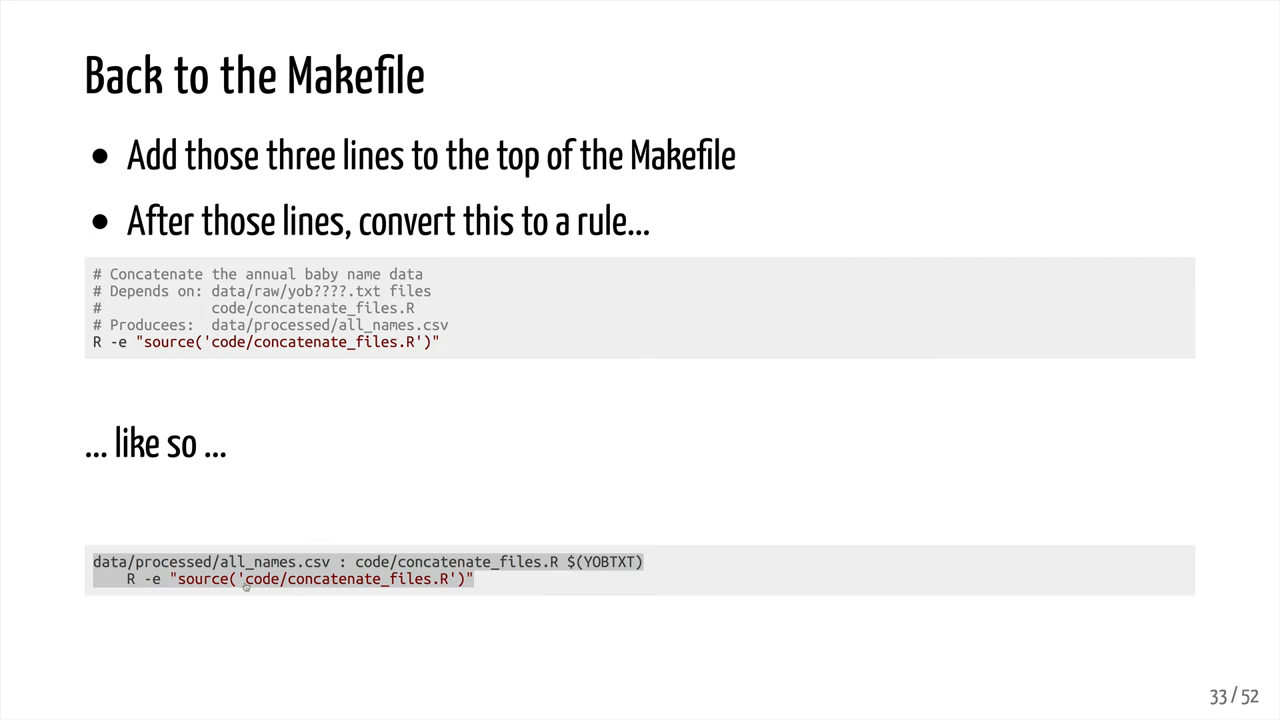 Back to the Makefile
• Add those three lines to the top of the Makefile
• After those lines, convert this to a rule...
# Concatenate the annual baby name data
# Depends on: data/raw/yob????.txt files
#             code/concatenate_files.R
# Producees:  data/processed/all_names.csv
R -e "source('code/concatenate_files.R')"
... like so ...
data/processed/all_names.csv : code/concatenate_files.R $(YOBTXT)
    R -e "source('code/concatenate_files.R')"
33 / 52